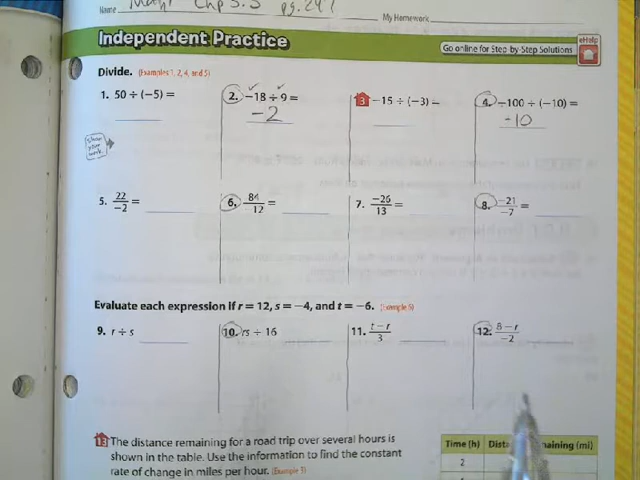 Name Math Chp 3.5 pg. 241
My Homework
Independent Practice
eHelp
Go online for Step-by-Step Solutions
Divide. (Examples 1, 2, 4, and 5)
1. 50 ÷ (−5) =
2. −18 ÷ 9 =
3 −15 ÷ (−3) =
4. −100 ÷ (−10) =
−2
−10
Show your work
5. 22/−2 =
6. 84/−12 =
7. −26/13 =
8. −21/−7 =
Evaluate each expression if r = 12, s = −4, and t = −6. (Example 6)
9. r ÷ s
10. rs ÷ 16
11. t − r/3
12. 8 − r/−2
13 The distance remaining for a road trip over several hours is
shown in the table. Use the information to find the constant
rate of change in miles per hour. (Example 3)
Time (h)
2